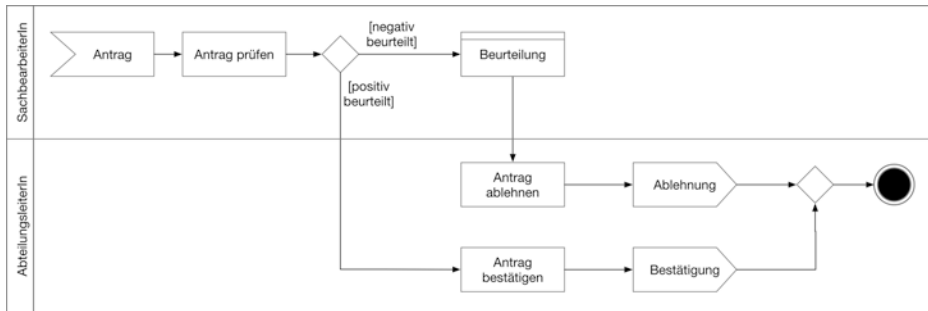 SachbearbeiterIn
Antrag
Antrag prüfen
[negativ
beurteilt]
Beurteilung
[positiv
beurteilt]
AbteilungsleiterIn
Antrag
ablehnen
Ablehnung
Antrag
bestätigen
Bestätigung